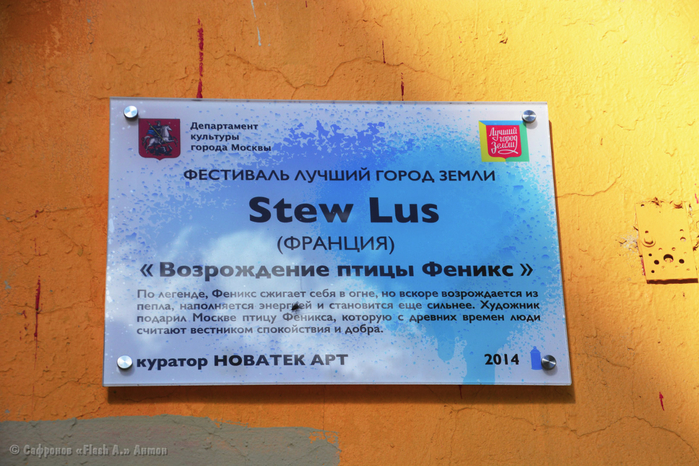 Департамент
культуры
города Москвы
Лучший
город
Земли
ФЕСТИВАЛЬ ЛУЧШИЙ ГОРОД ЗЕМЛИ
Stew Lus
(ФРАНЦИЯ)
« Возрождение птицы Феникс »
По легенде, Феникс сжигает себя в огне, но вскоре возрождается из
пепла, наполняется энергией и становится еще сильнее. Художник
подарил Москве птицу Феникса, которую с древних времен люди
считают вестником спокойствия и добра.
куратор НОВАТЕК АРТ 2014
© Сафронов «Flash A.» Антон